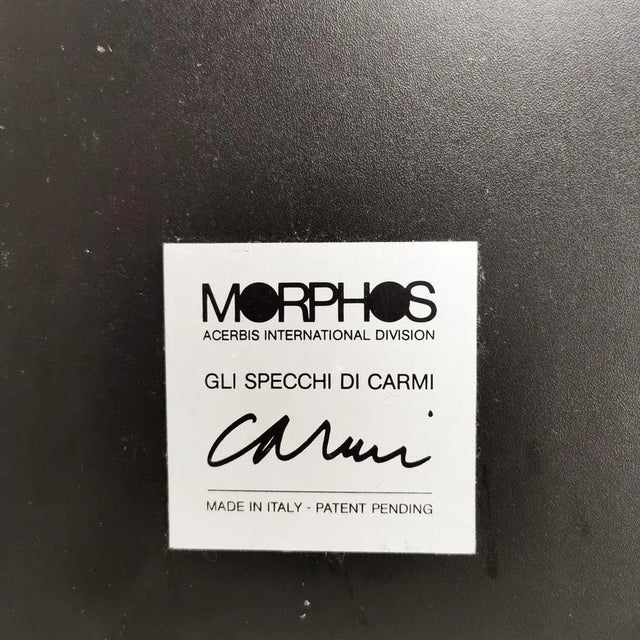 MORPHOS
ACERBIS INTERNATIONAL DIVISION
GLI SPECCHI DI CARMI
Carmi
MADE IN ITALY - PATENT PENDING